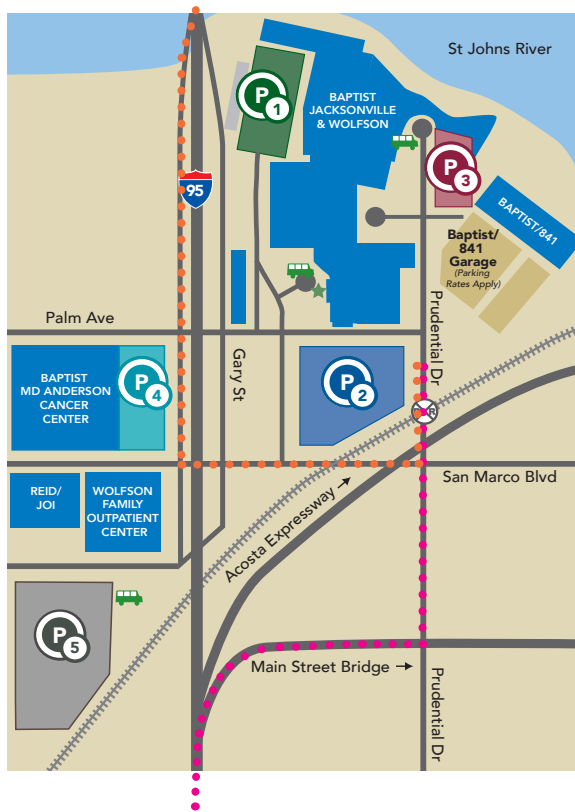 St Johns River
P
1
BAPTIST
JACKSONVILLE
& WOLFSON
P
3
95
BAPTIST/841
Baptist/
841
Garage
(Parking
Rates Apply)
Palm Ave
Prudential Dr
Gary St
BAPTIST
MD ANDERSON
CANCER
CENTER
P
4
P
2
R
San Marco Blvd
REID/
JOI
WOLFSON
FAMILY
OUTPATIENT
CENTER
Acosta Expressway →
P
5
Main Street Bridge →
Prudential Dr